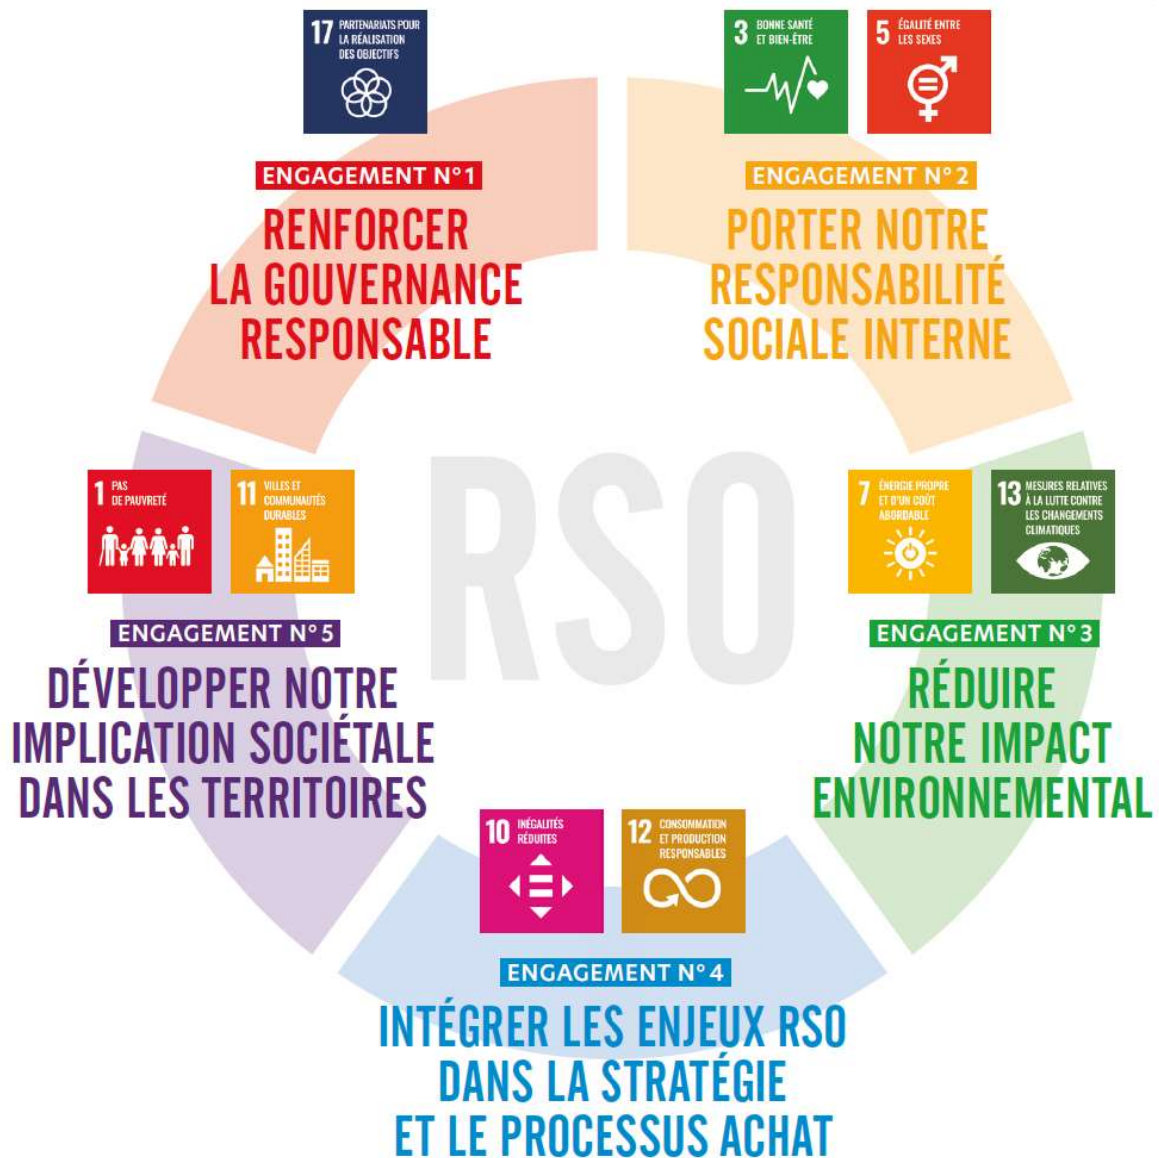 17 PARTENARIATS POUR
LA RÉALISATION
DES OBJECTIFS
ENGAGEMENT N°1
RENFORCER
LA GOUVERNANCE
RESPONSABLE
3 BONNE SANTÉ
ET BIEN-ÊTRE
5 ÉGALITÉ ENTRE
LES SEXES
ENGAGEMENT N°2
PORTER NOTRE
RESPONSABILITÉ
SOCIALE INTERNE
RSO
7 ÉNERGIE PROPRE
ET D'UN COÛT
ABORDABLE
13 MESURES RELATIVES
À LA LUTTE CONTRE
LES CHANGEMENTS
CLIMATIQUES
ENGAGEMENT N°3
RÉDUIRE
NOTRE IMPACT
ENVIRONNEMENTAL
10 INÉGALITÉS
RÉDUITES
12 CONSOMMATION
ET PRODUCTION
RESPONSABLES
ENGAGEMENT N°4
INTÉGRER LES ENJEUX RSO
DANS LA STRATÉGIE
ET LE PROCESSUS ACHAT
1 PAS
DE PAUVRETÉ
11 VILLES ET
COMMUNAUTÉS
DURABLES
ENGAGEMENT N°5
DÉVELOPPER NOTRE
IMPLICATION SOCIÉTALE
DANS LES TERRITOIRES